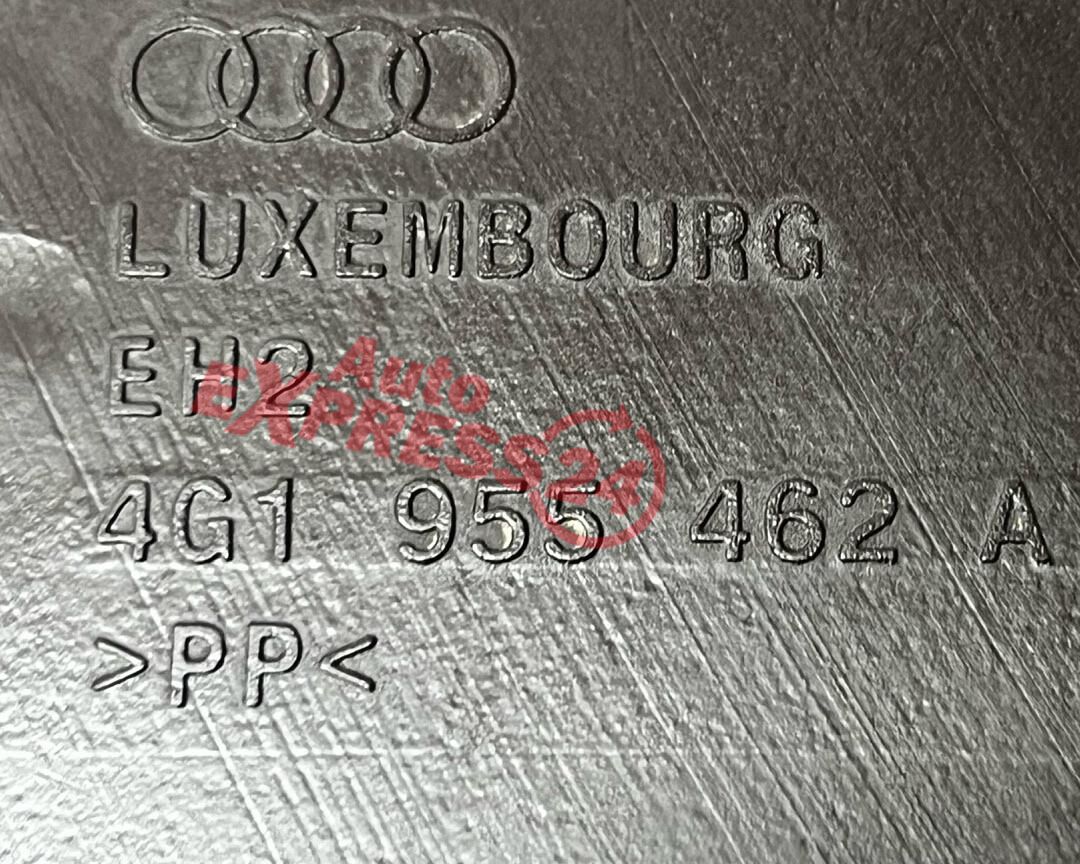 LUXEMBOURG
EH2
Auto
EXPRESS24
4G1 955 462 A
>PP<